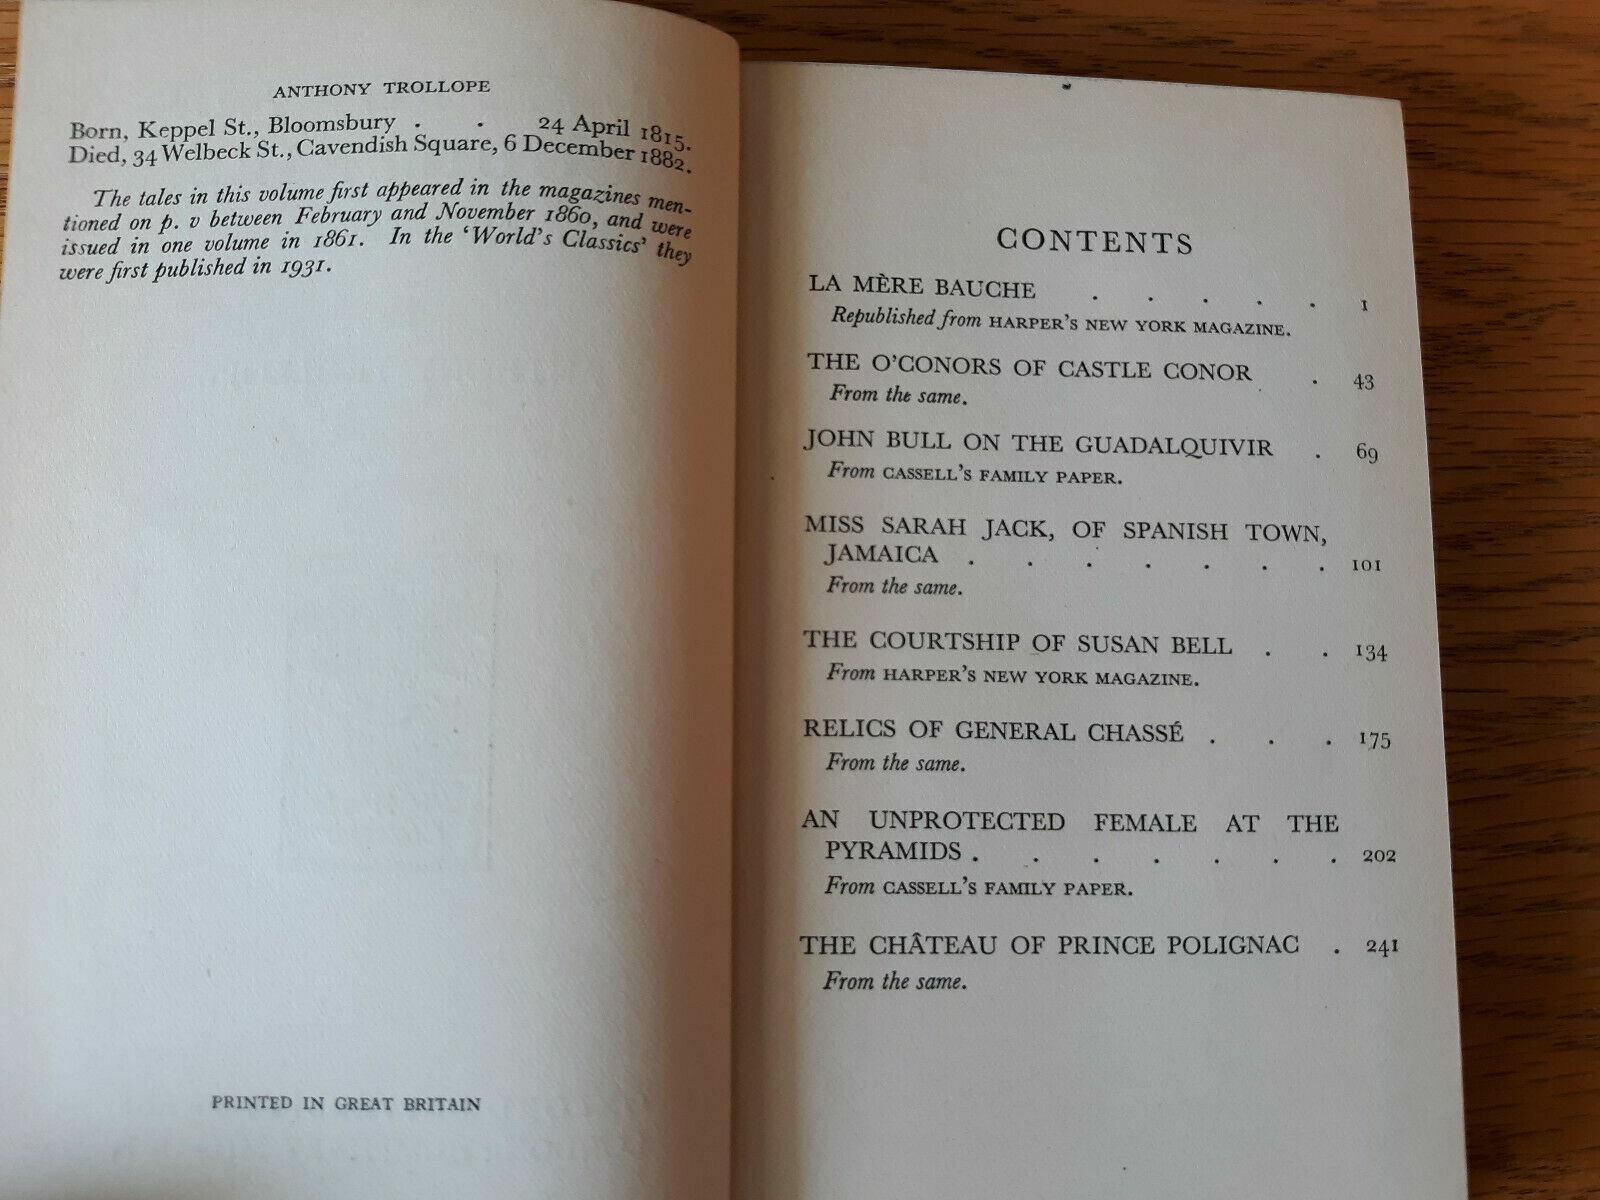 ANTHONY TROLLOPE
Born, Keppel St., Bloomsbury . . 24 April 1815.
Died, 34 Welbeck St., Cavendish Square, 6 December 1882.
The tales in this volume first appeared in the magazines men-
tioned on p. v between February and November 1860, and were
issued in one volume in 1861. In the 'World's Classics' they
were first published in 1931.
PRINTED IN GREAT BRITAIN
CONTENTS
LA MÈRE BAUCHE . . . . . 1
Republished from HARPER'S NEW YORK MAGAZINE.
THE O'CONORS OF CASTLE CONOR . 43
From the same.
JOHN BULL ON THE GUADALQUIVIR . 69
From CASSELL'S FAMILY PAPER.
MISS SARAH JACK, OF SPANISH TOWN,
JAMAICA . . . . . . . 101
From the same.
THE COURTSHIP OF SUSAN BELL . . 134
From HARPER'S NEW YORK MAGAZINE.
RELICS OF GENERAL CHASSÉ . . . 175
From the same.
AN UNPROTECTED FEMALE AT THE
PYRAMIDS . . . . . . . 202
From CASSELL'S FAMILY PAPER.
THE CHÂTEAU OF PRINCE POLIGNAC . 241
From the same.